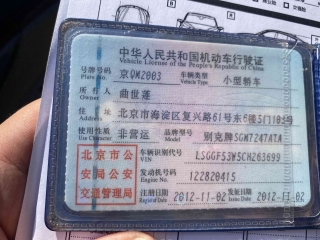 中华人民共和国机动车行驶证
Vehicle License of the People's Republic of China
号牌号码 京QM2003 车辆类型 小型轿车
Plate No. Vehicle Type
所有人 曲世蓬
Owner
住址 北京市海淀区复兴路61号东6楼5门103号
使用性质 非营运 品牌型号 别克牌SGM7247ATA
Use Character Model
北京市公 车辆识别代号 LSGGF53W5CH263699
VIN
安局公安 发动机号码 122820415
Engine No.
交通管理局 注册日期 2012-11-02 发证日期 2012-11-02
Register Date Issue Date